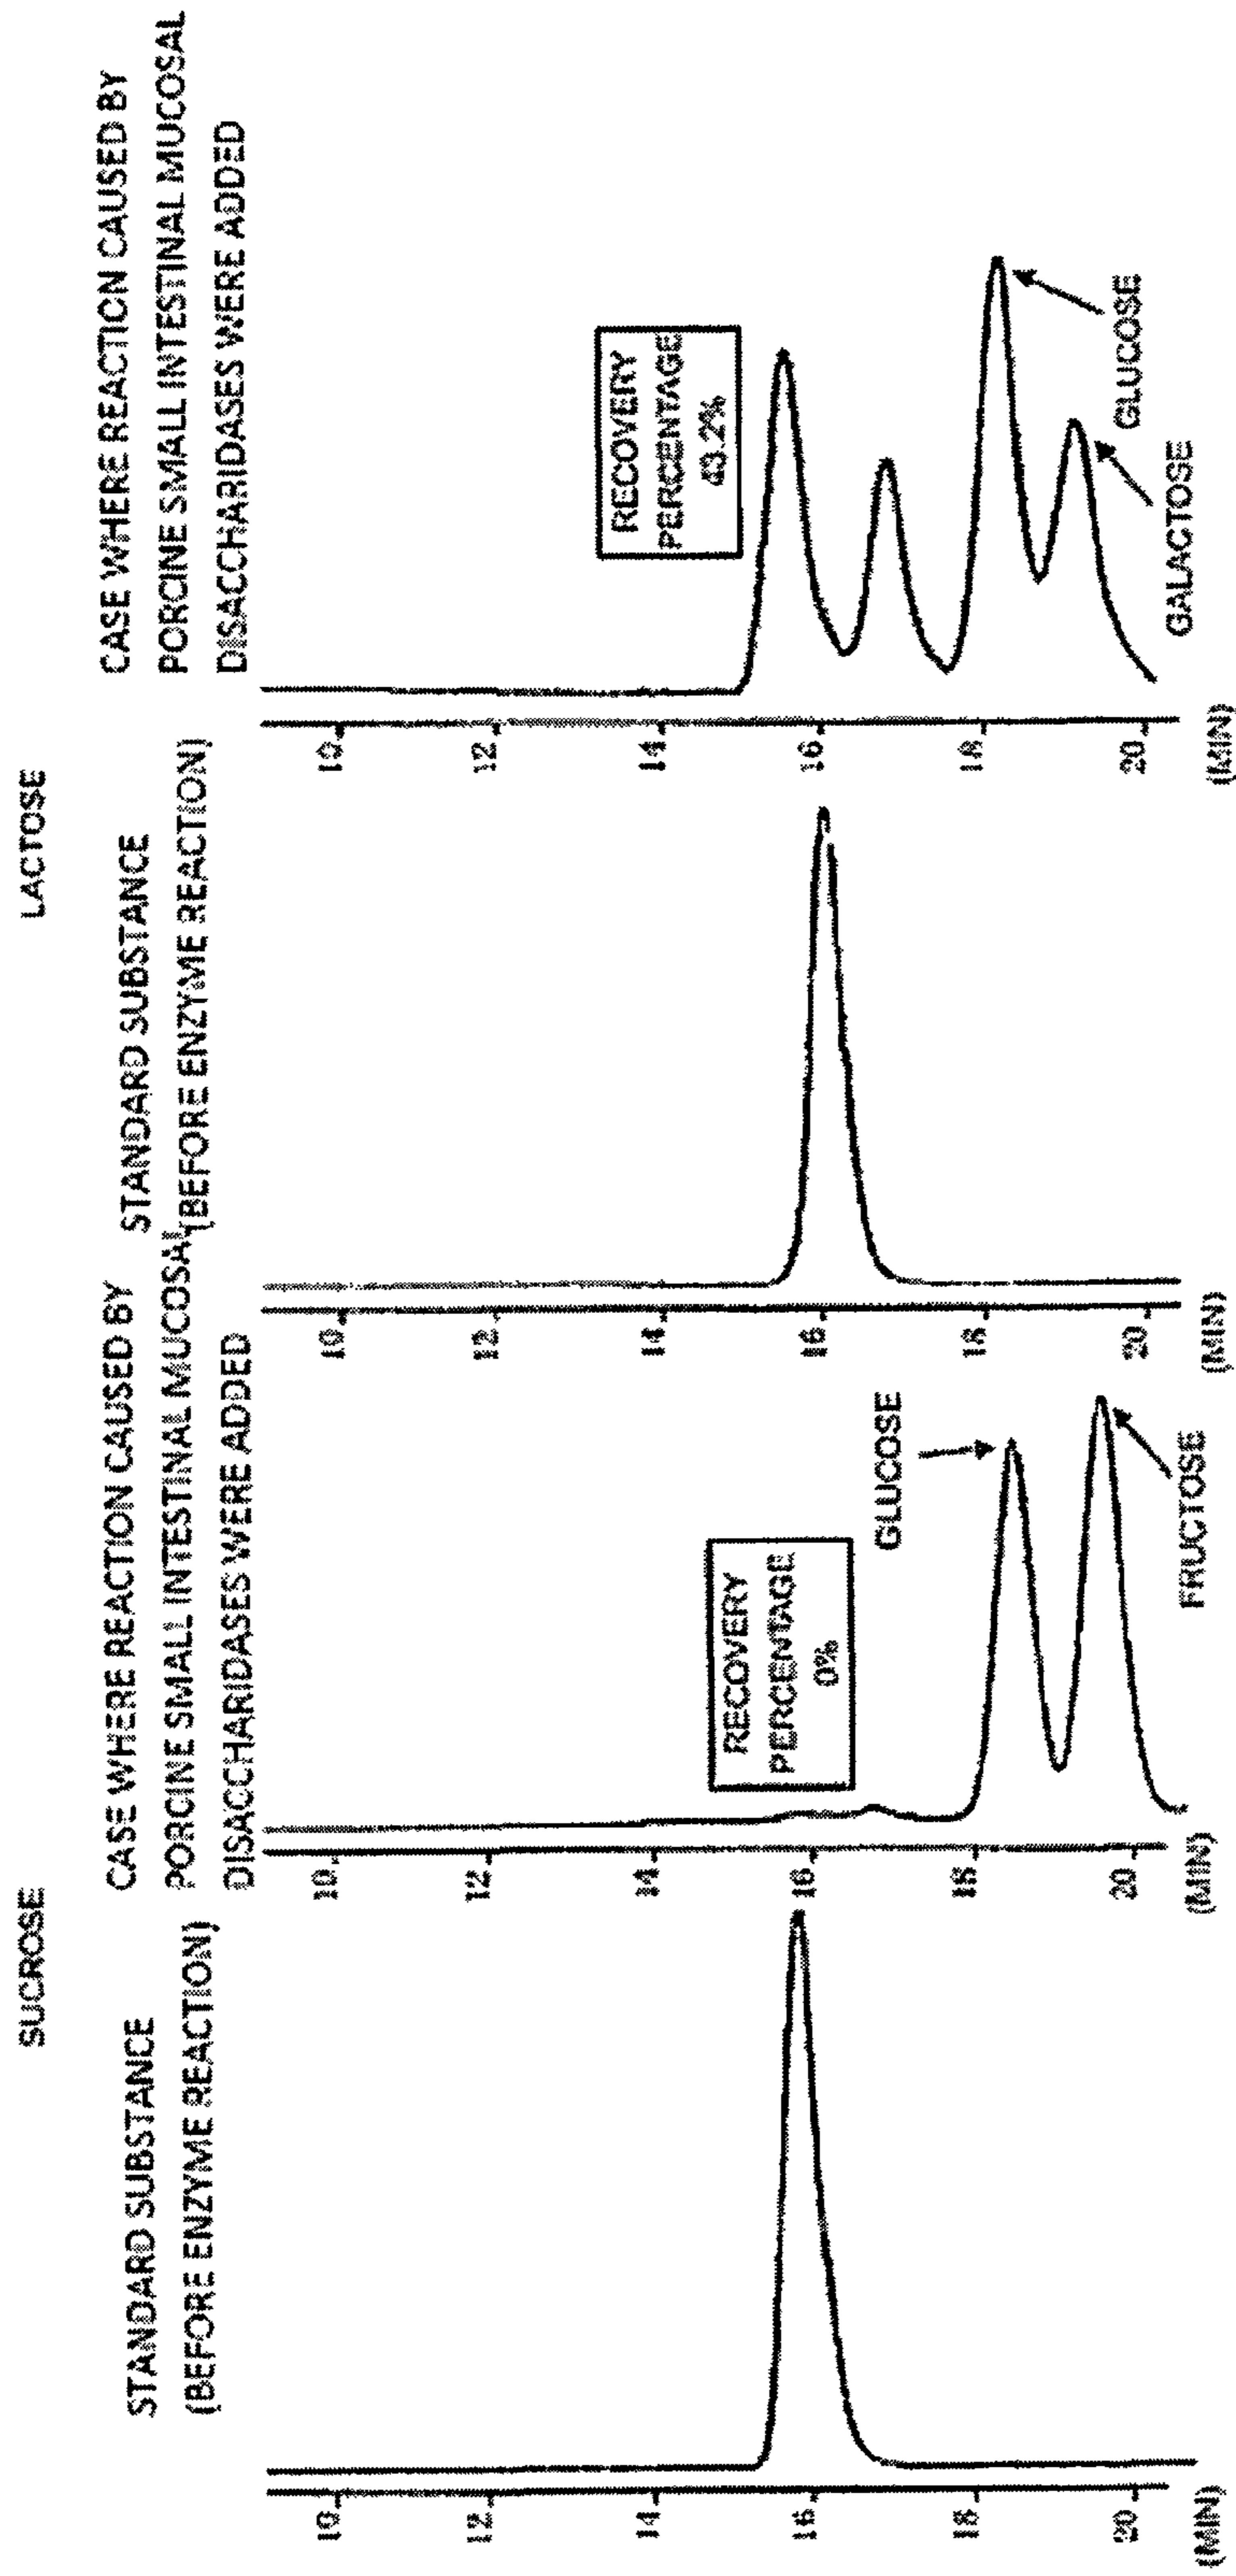 SUCROSE
STANDARD SUBSTANCE
(BEFORE ENZYME REACTION)
10
12
14
16
18
20
(MIN)
CASE WHERE REACTION CAUSED BY
PORCINE SMALL INTESTINAL MUCOSAL
DISACCHARIDASES WERE ADDED
RECOVERY
PERCENTAGE
0%
GLUCOSE
FRUCTOSE
10
12
14
16
18
20
(MIN)
LACTOSE
STANDARD SUBSTANCE
(BEFORE ENZYME REACTION)
10
12
14
16
18
20
(MIN)
CASE WHERE REACTION CAUSED BY
PORCINE SMALL INTESTINAL MUCOSAL
DISACCHARIDASES WERE ADDED
RECOVERY
PERCENTAGE
43.2%
GLUCOSE
GALACTOSE
10
12
14
16
18
20
(MIN)